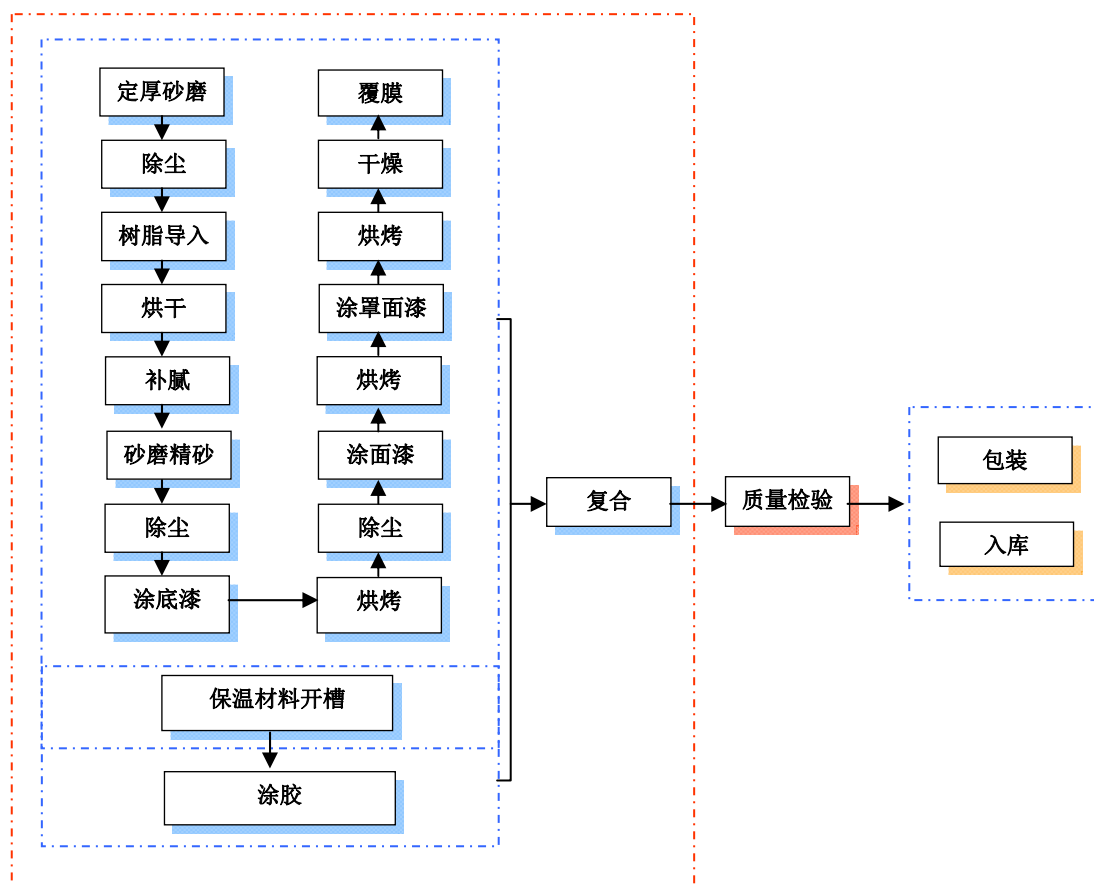 定厚砂磨
除尘
树脂导入
烘干
补腻
砂磨精砂
除尘
涂底漆
烘烤
除尘
涂面漆
烘烤
涂罩面漆
烘烤
干燥
覆膜
保温材料开槽
涂胶
复合
质量检验
包装
入库